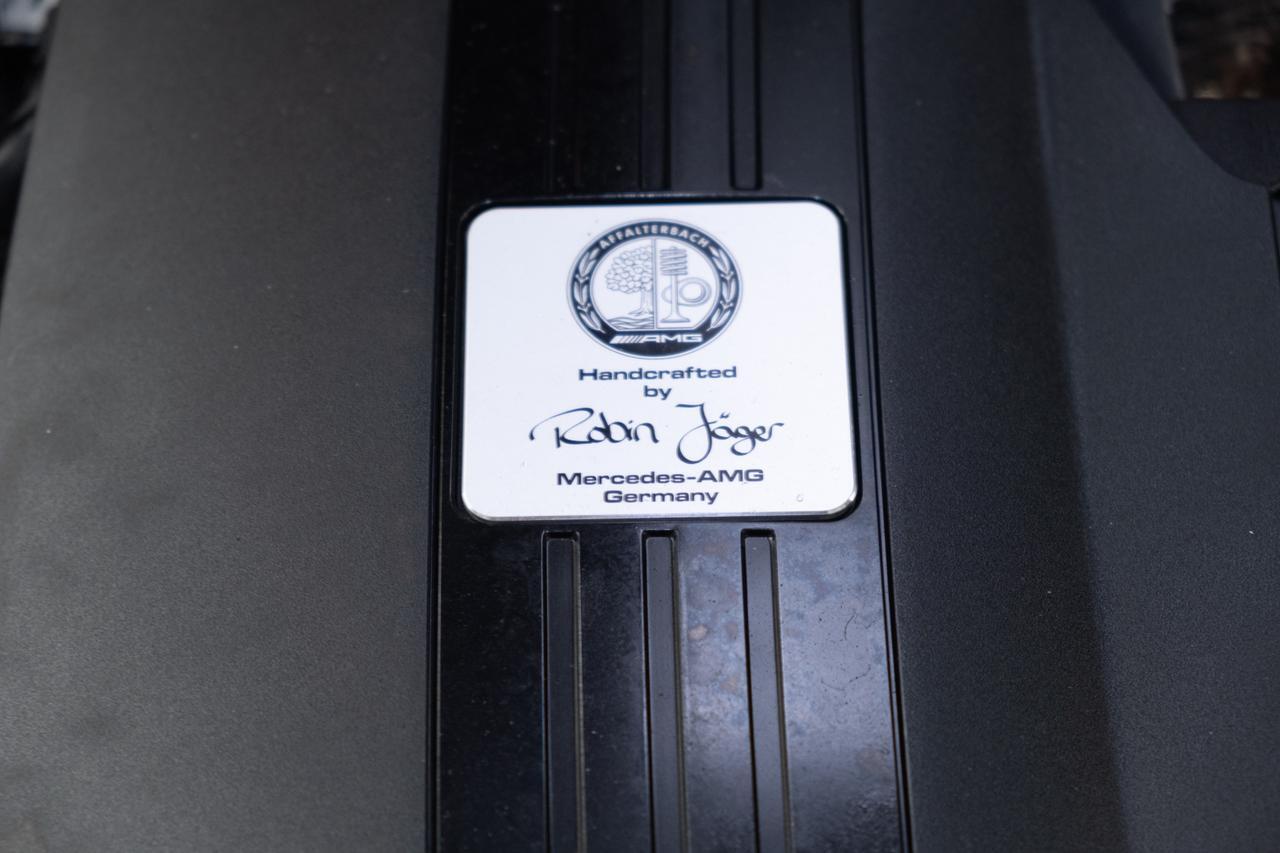 AFFALTERBACH
AMG
Handcrafted
by
Robin Jäger
Mercedes-AMG
Germany